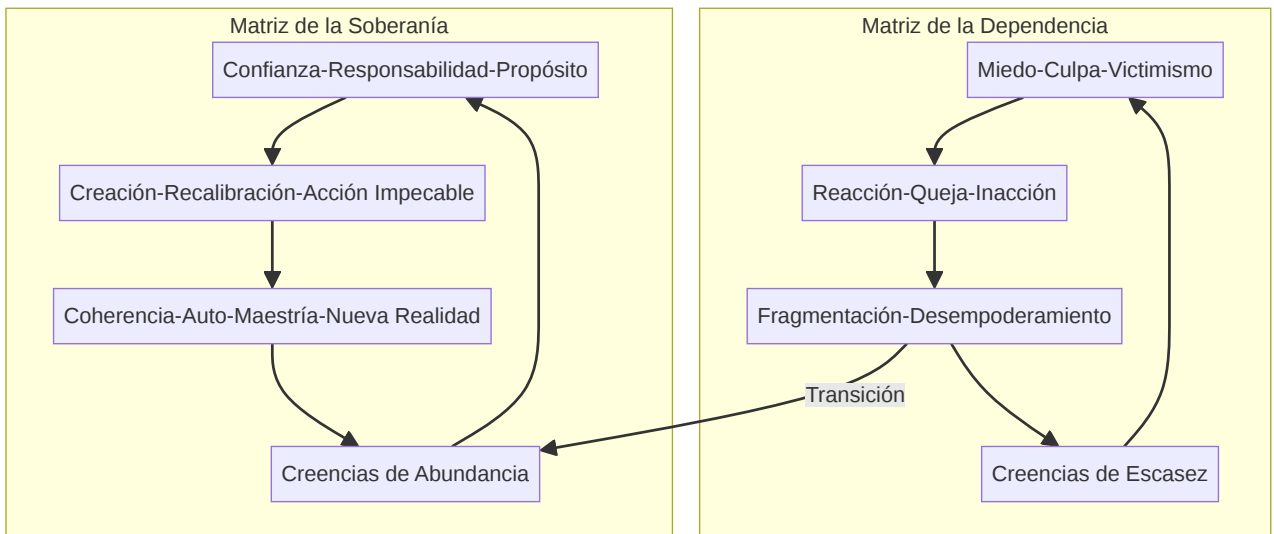 Matriz de la Soberanía
Confianza-Responsabilidad-Propósito
Creación-Recalibración-Acción Impecable
Coherencia-Auto-Maestría-Nueva Realidad
Creencias de Abundancia
Transición
Matriz de la Dependencia
Miedo-Culpa-Victimismo
Reacción-Queja-Inacción
Fragmentación-Desempoderamiento
Creencias de Escasez